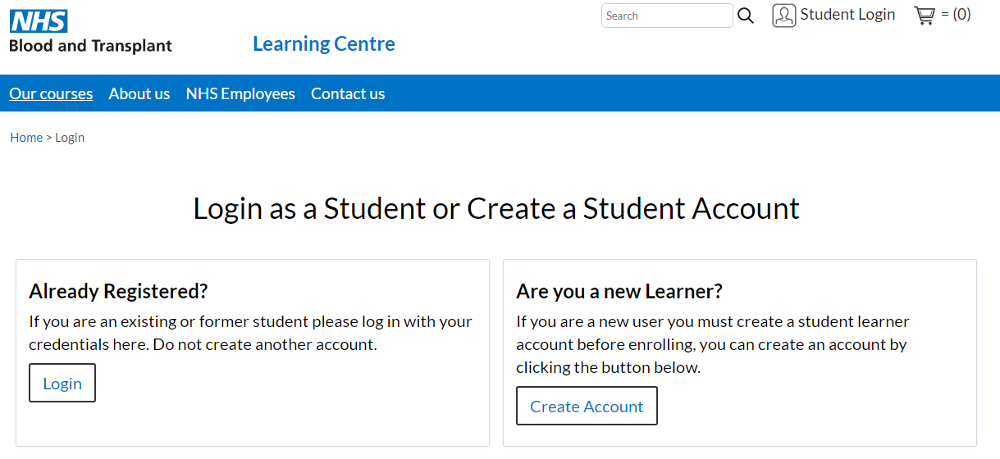 NHS
Blood and Transplant
Learning Centre
Search
Student Login
= (0)
Our courses
About us
NHS Employees
Contact us
Home > Login
Login as a Student or Create a Student Account
Already Registered?
If you are an existing or former student please log in with your
credentials here. Do not create another account.
Login
Are you a new Learner?
If you are a new user you must create a student learner
account before enrolling, you can create an account by
clicking the button below.
Create Account